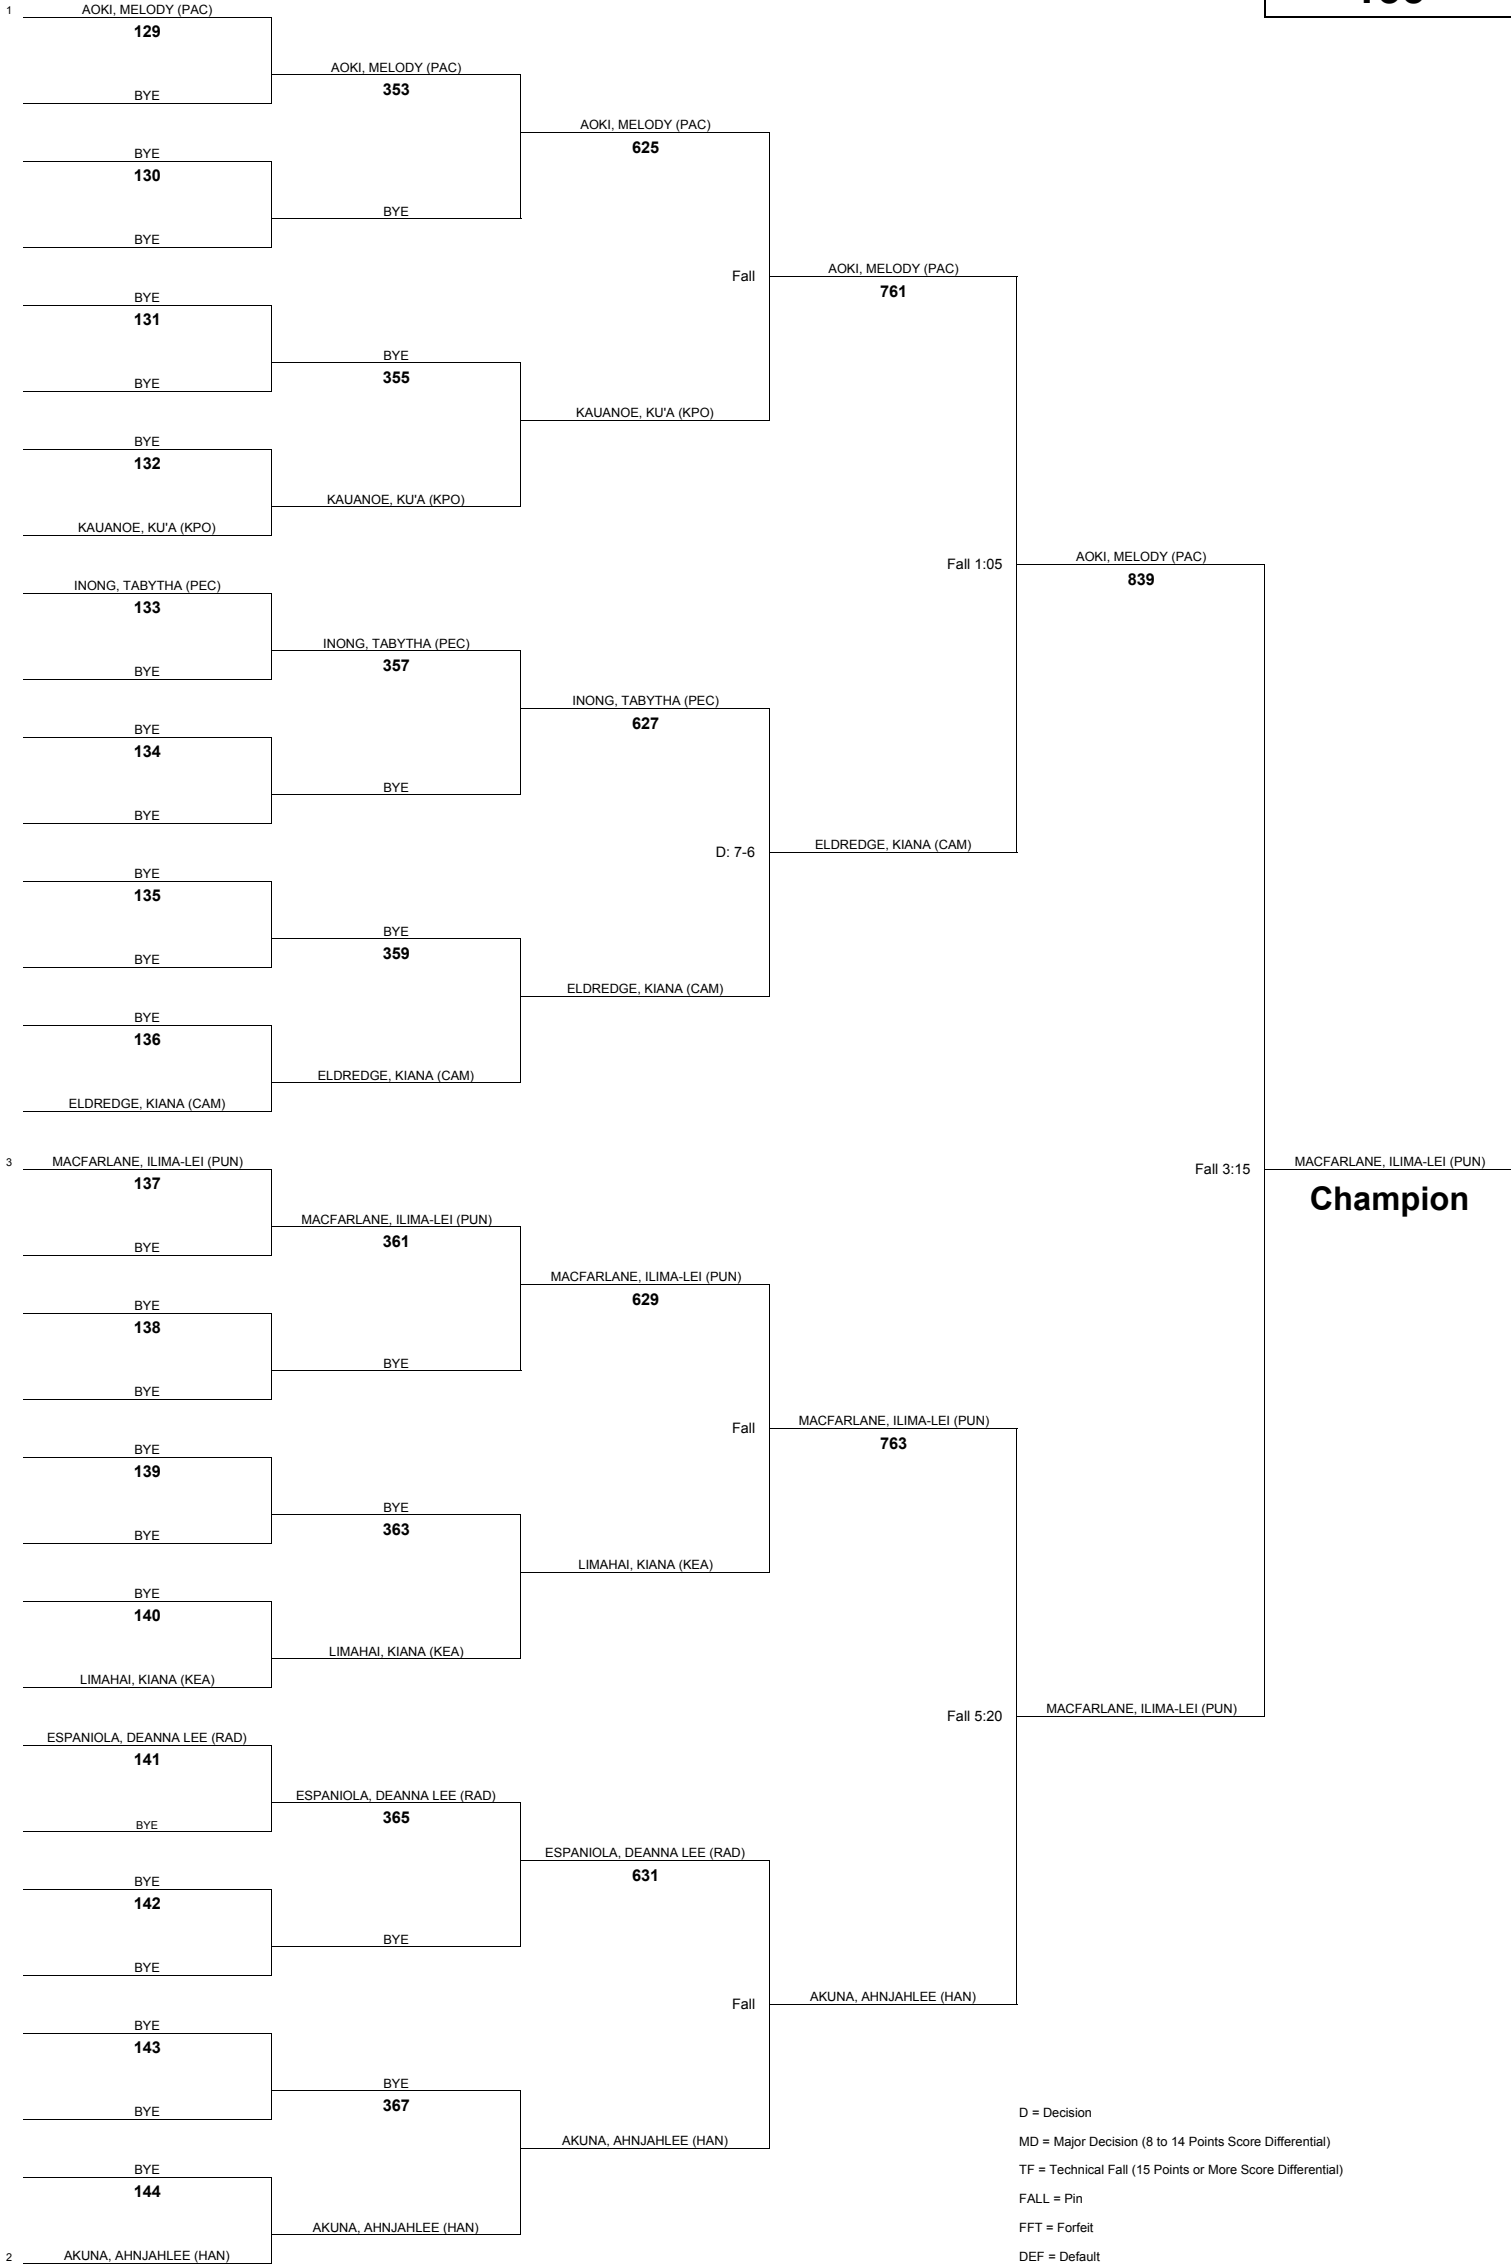 1 AOKI, MELODY (PAC)
129
BYE
BYE
130
BYE
BYE
131
BYE
BYE
132
KAUANOE, KU'A (KPO)
INONG, TABYTHA (PEC)
133
BYE
BYE
134
BYE
BYE
135
BYE
BYE
136
ELDREDGE, KIANA (CAM)
3 MACFARLANE, ILIMA-LEI (PUN)
137
BYE
BYE
138
BYE
BYE
139
BYE
BYE
140
LIMAHAI, KIANA (KEA)
ESPANIOLA, DEANNA LEE (RAD)
141
BYE
BYE
142
BYE
BYE
143
BYE
BYE
144
2 AKUNA, AHNJAHLEE (HAN)
AOKI, MELODY (PAC)
353
BYE
BYE
355
KAUANOE, KU'A (KPO)
INONG, TABYTHA (PEC)
357
BYE
BYE
359
ELDREDGE, KIANA (CAM)
MACFARLANE, ILIMA-LEI (PUN)
361
BYE
BYE
363
LIMAHAI, KIANA (KEA)
ESPANIOLA, DEANNA LEE (RAD)
365
BYE
BYE
367
AKUNA, AHNJAHLEE (HAN)
AOKI, MELODY (PAC)
625
Fall
KAUANOE, KU'A (KPO)
INONG, TABYTHA (PEC)
627
D: 7-6
ELDREDGE, KIANA (CAM)
MACFARLANE, ILIMA-LEI (PUN)
629
Fall
LIMAHAI, KIANA (KEA)
ESPANIOLA, DEANNA LEE (RAD)
631
Fall
AKUNA, AHNJAHLEE (HAN)
AOKI, MELODY (PAC)
761
Fall 1:05
ELDREDGE, KIANA (CAM)
MACFARLANE, ILIMA-LEI (PUN)
763
Fall 5:20
AKUNA, AHNJAHLEE (HAN)
AOKI, MELODY (PAC)
839
Fall 3:15
MACFARLANE, ILIMA-LEI (PUN)
MACFARLANE, ILIMA-LEI (PUN)
Champion
D = Decision
MD = Major Decision (8 to 14 Points Score Differential)
TF = Technical Fall (15 Points or More Score Differential)
FALL = Pin
FFT = Forfeit
DEF = Default